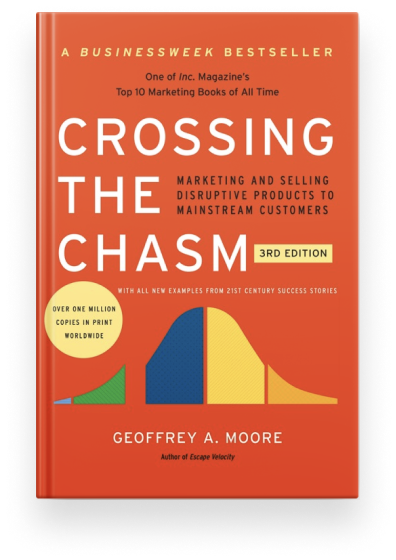 A BUSINESSWEEK BESTSELLER
One of Inc. Magazine's
Top 10 Marketing Books of All Time
CROSSING
THE
MARKETING AND SELLING
DISRUPTIVE PRODUCTS TO
MAINSTREAM CUSTOMERS
CHASM
3RD EDITION
WITH ALL NEW EXAMPLES FROM 21ST CENTURY SUCCESS STORIES
OVER ONE MILLION
COPIES IN PRINT
WORLDWIDE
GEOFFREY A. MOORE
Author of Escape Velocity